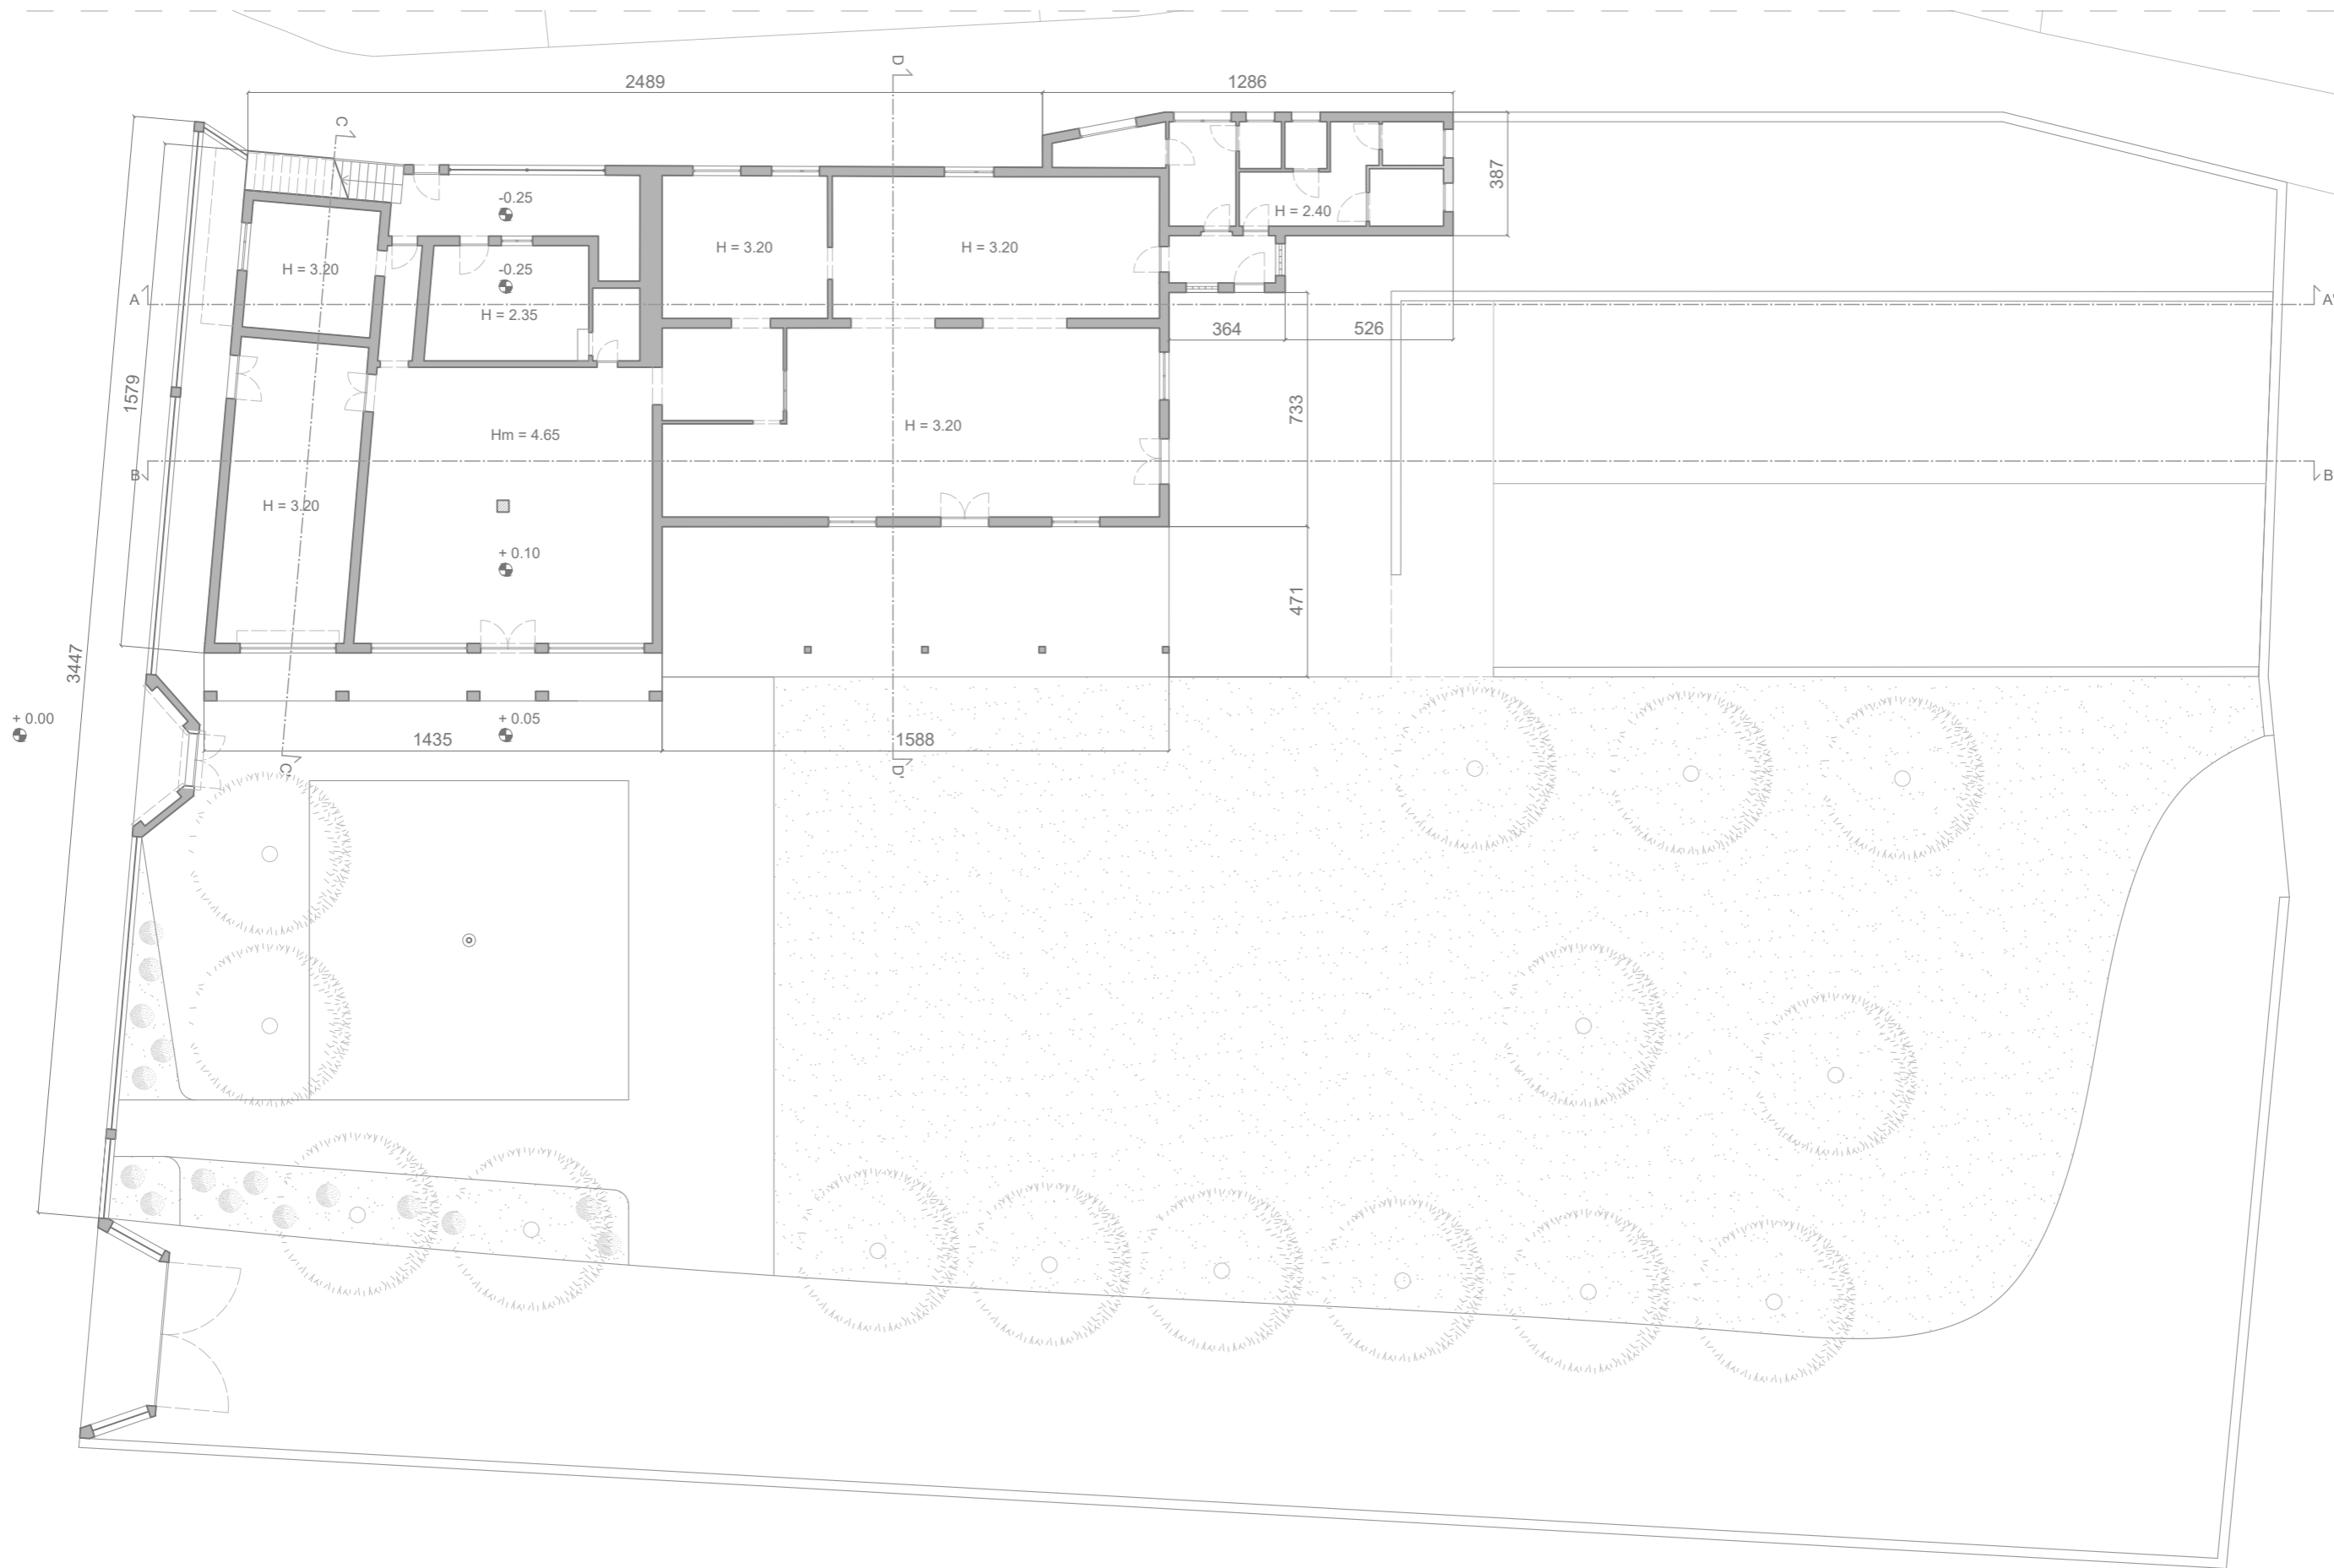 D
2489
1286
C
387
-0.25
H = 2.40
H = 3.20
H = 3.20
H = 3.20
-0.25
A
A'
H = 2.35
364
526
1579
733
H = 3.20
Hm = 4.65
B
B
H = 3.20
+ 0.10
471
3447
+ 0.00
+ 0.05
1435
1588
C'
D'